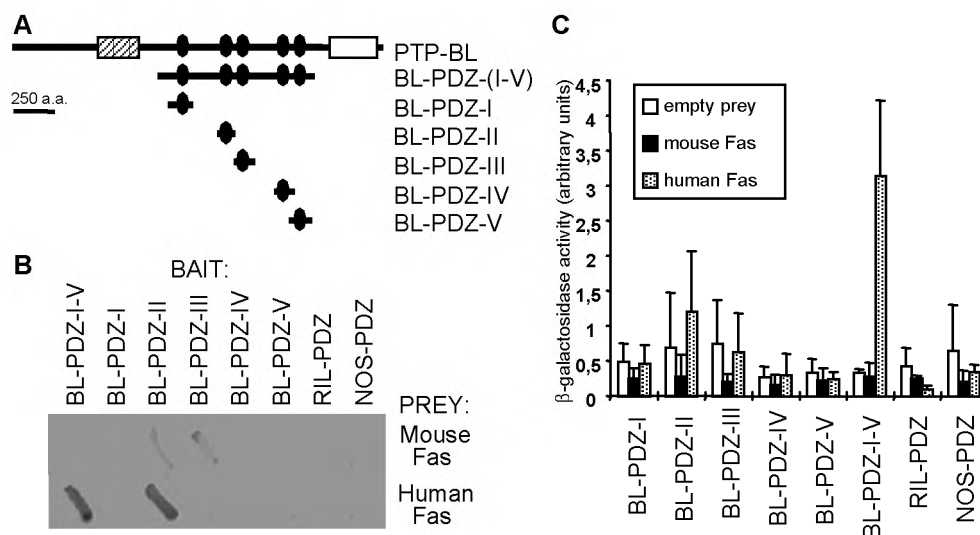 A
PTP-BL
BL-PDZ-(I-V)
250 a.a.
BL-PDZ-I
BL-PDZ-II
BL-PDZ-III
BL-PDZ-IV
BL-PDZ-V
B
BAIT:
BL-PDZ-I-V
BL-PDZ-I
BL-PDZ-II
BL-PDZ-III
BL-PDZ-IV
BL-PDZ-V
RIL-PDZ
NOS-PDZ
PREY:
Mouse
Fas
Human
Fas
C
β-galactosidase activity (arbitrary units)
4,5
4
3,5
3
2,5
2
1,5
1
0,5
0
empty prey
mouse Fas
human Fas
BL-PDZ-I
BL-PDZ-II
BL-PDZ-III
BL-PDZ-IV
BL-PDZ-V
BL-PDZ-I-V
RIL-PDZ
NOS-PDZ